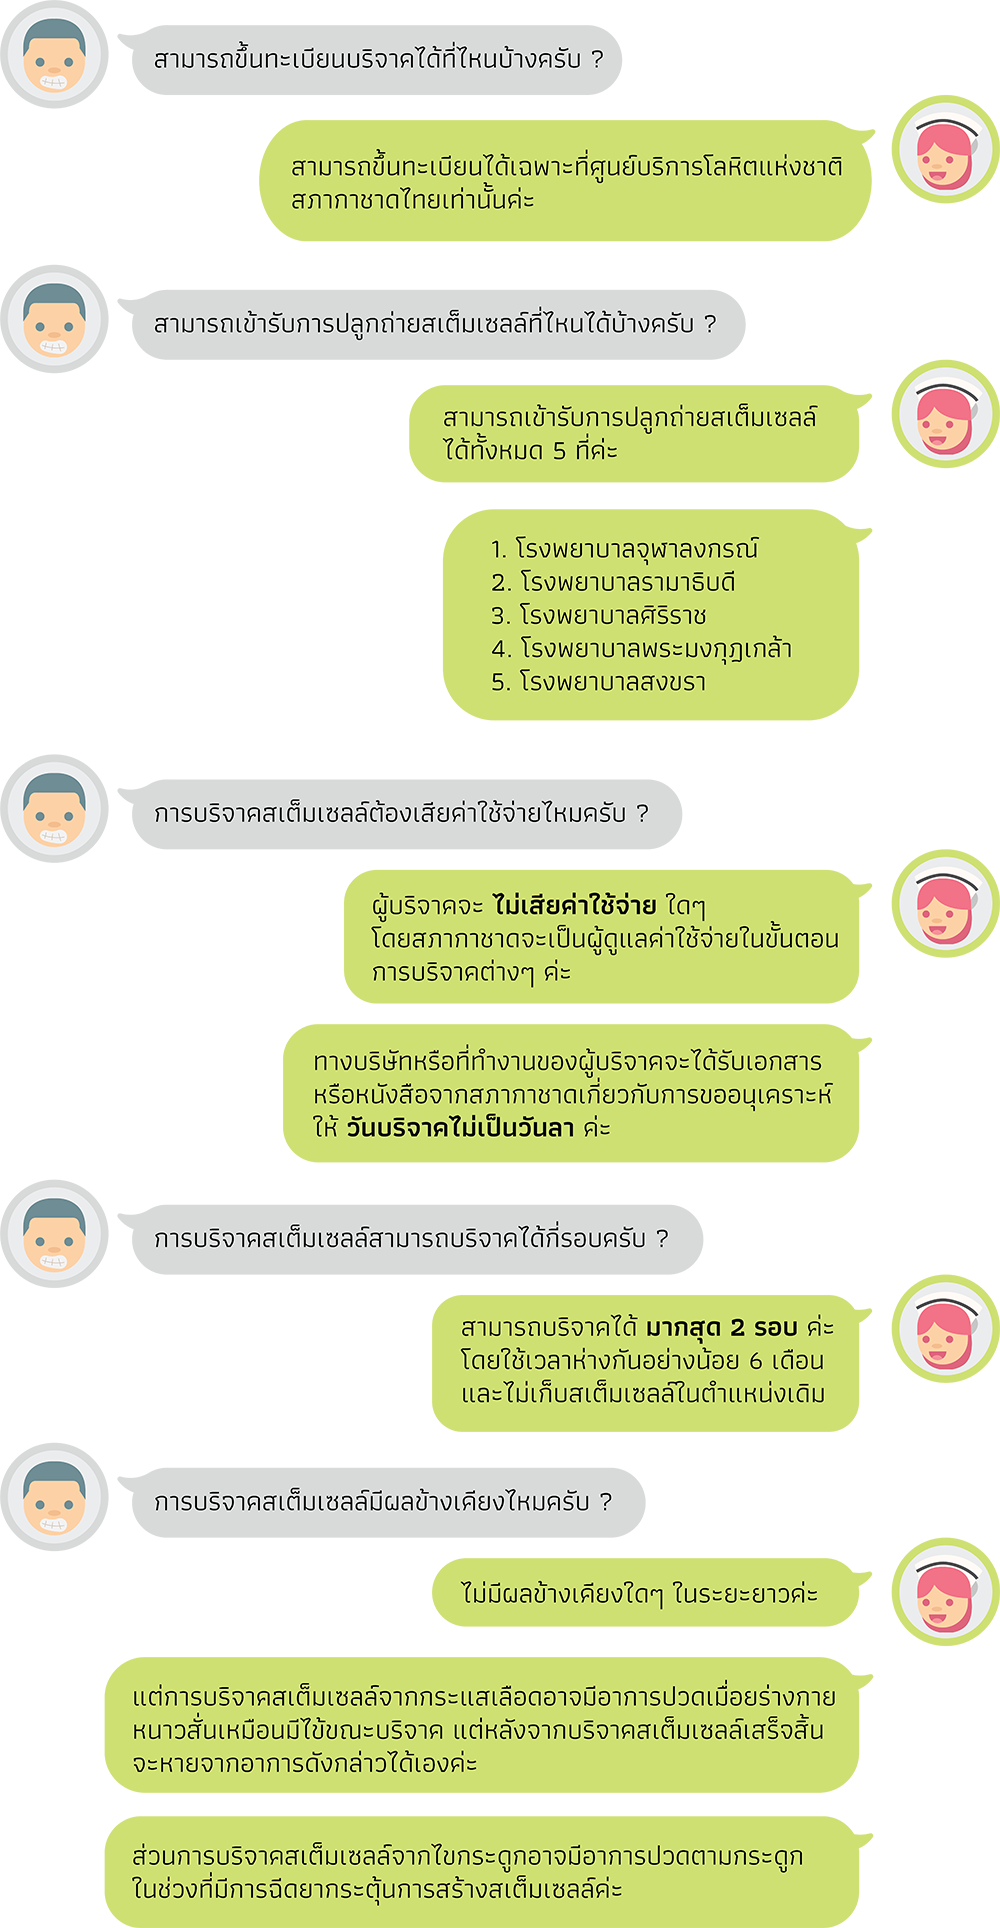 สามารถขึ้นทะเบียนบริจาคได้ที่ไหนบ้างครับ ?
สามารถขึ้นทะเบียนได้เฉพาะที่ศูนย์บริการโลหิตแห่งชาติ
สภากาชาดไทยเท่านั้นค่ะ
สามารถเข้ารับการปลูกถ่ายสเต็มเซลล์ที่ไหนได้บ้างครับ ?
สามารถเข้ารับการปลูกถ่ายสเต็มเซลล์
ได้ทั้งหมด 5 ที่ค่ะ
1. โรงพยาบาลจุฬาลงกรณ์
2. โรงพยาบาลรามาธิบดี
3. โรงพยาบาลศิริราช
4. โรงพยาบาลพระมงกุฎเกล้า
5. โรงพยาบาลสงขรา
การบริจาคสเต็มเซลล์ต้องเสียค่าใช้จ่ายไหมครับ ?
ผู้บริจาคจะ ไม่เสียค่าใช้จ่าย ใดๆ
โดยสภากาชาดจะเป็นผู้ดูแลค่าใช้จ่ายในขั้นตอน
การบริจาคต่างๆ ค่ะ
ทางบริษัทหรือที่ทำงานของผู้บริจาคจะได้รับเอกสาร
หรือหนังสือจากสภากาชาดเกี่ยวกับการขออนุเคราะห์
ให้ วันบริจาคไม่เป็นวันลา ค่ะ
การบริจาคสเต็มเซลล์สามารถบริจาคได้กี่รอบครับ ?
สามารถบริจาคได้ มากสุด 2 รอบ ค่ะ
โดยใช้เวลาห่างกันอย่างน้อย 6 เดือน
และไม่เก็บสเต็มเซลล์ในตำแหน่งเดิม
การบริจาคสเต็มเซลล์มีผลข้างเคียงไหมครับ ?
ไม่มีผลข้างเคียงใดๆ ในระยะยาวค่ะ
แต่การบริจาคสเต็มเซลล์จากกระแสเลือดอาจมีอาการปวดเมื่อยร่างกาย
หนาวสั่นเหมือนมีไข้ขณะบริจาค แต่หลังจากบริจาคสเต็มเซลล์เสร็จสิ้น
จะหายจากอาการดังกล่าวได้เองค่ะ
ส่วนการบริจาคสเต็มเซลล์จากไขกระดูกอาจมีอาการปวดตามกระดูก
ในช่วงที่มีการฉีดยากระตุ้นการสร้างสเต็มเซลล์ค่ะ